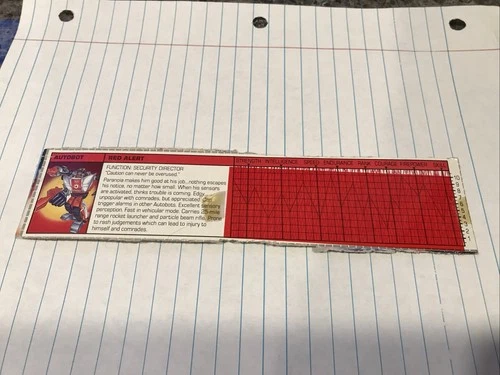 AUTOBOT RED ALERT
STRENGTH INTELLIGENCE SPEED ENDURANCE RANK COURAGE FIREPOWER SKILL
FUNCTION: SECURITY DIRECTOR
"Caution can never be overused."
Paranoia makes him good at his job...nothing escapes
his notice, no matter how small. When his sensors
are activated, thinks trouble is coming. Edgy,
unpopular with comrades, but appreciated.
trigger alarms in other Autobots. Excellent sensory
perception. Fast in vehicular mode. Carries 25-mile
range rocket launcher and particle beam rifle. Prone
to rash judgements which can lead to injury to
himself and comrades.